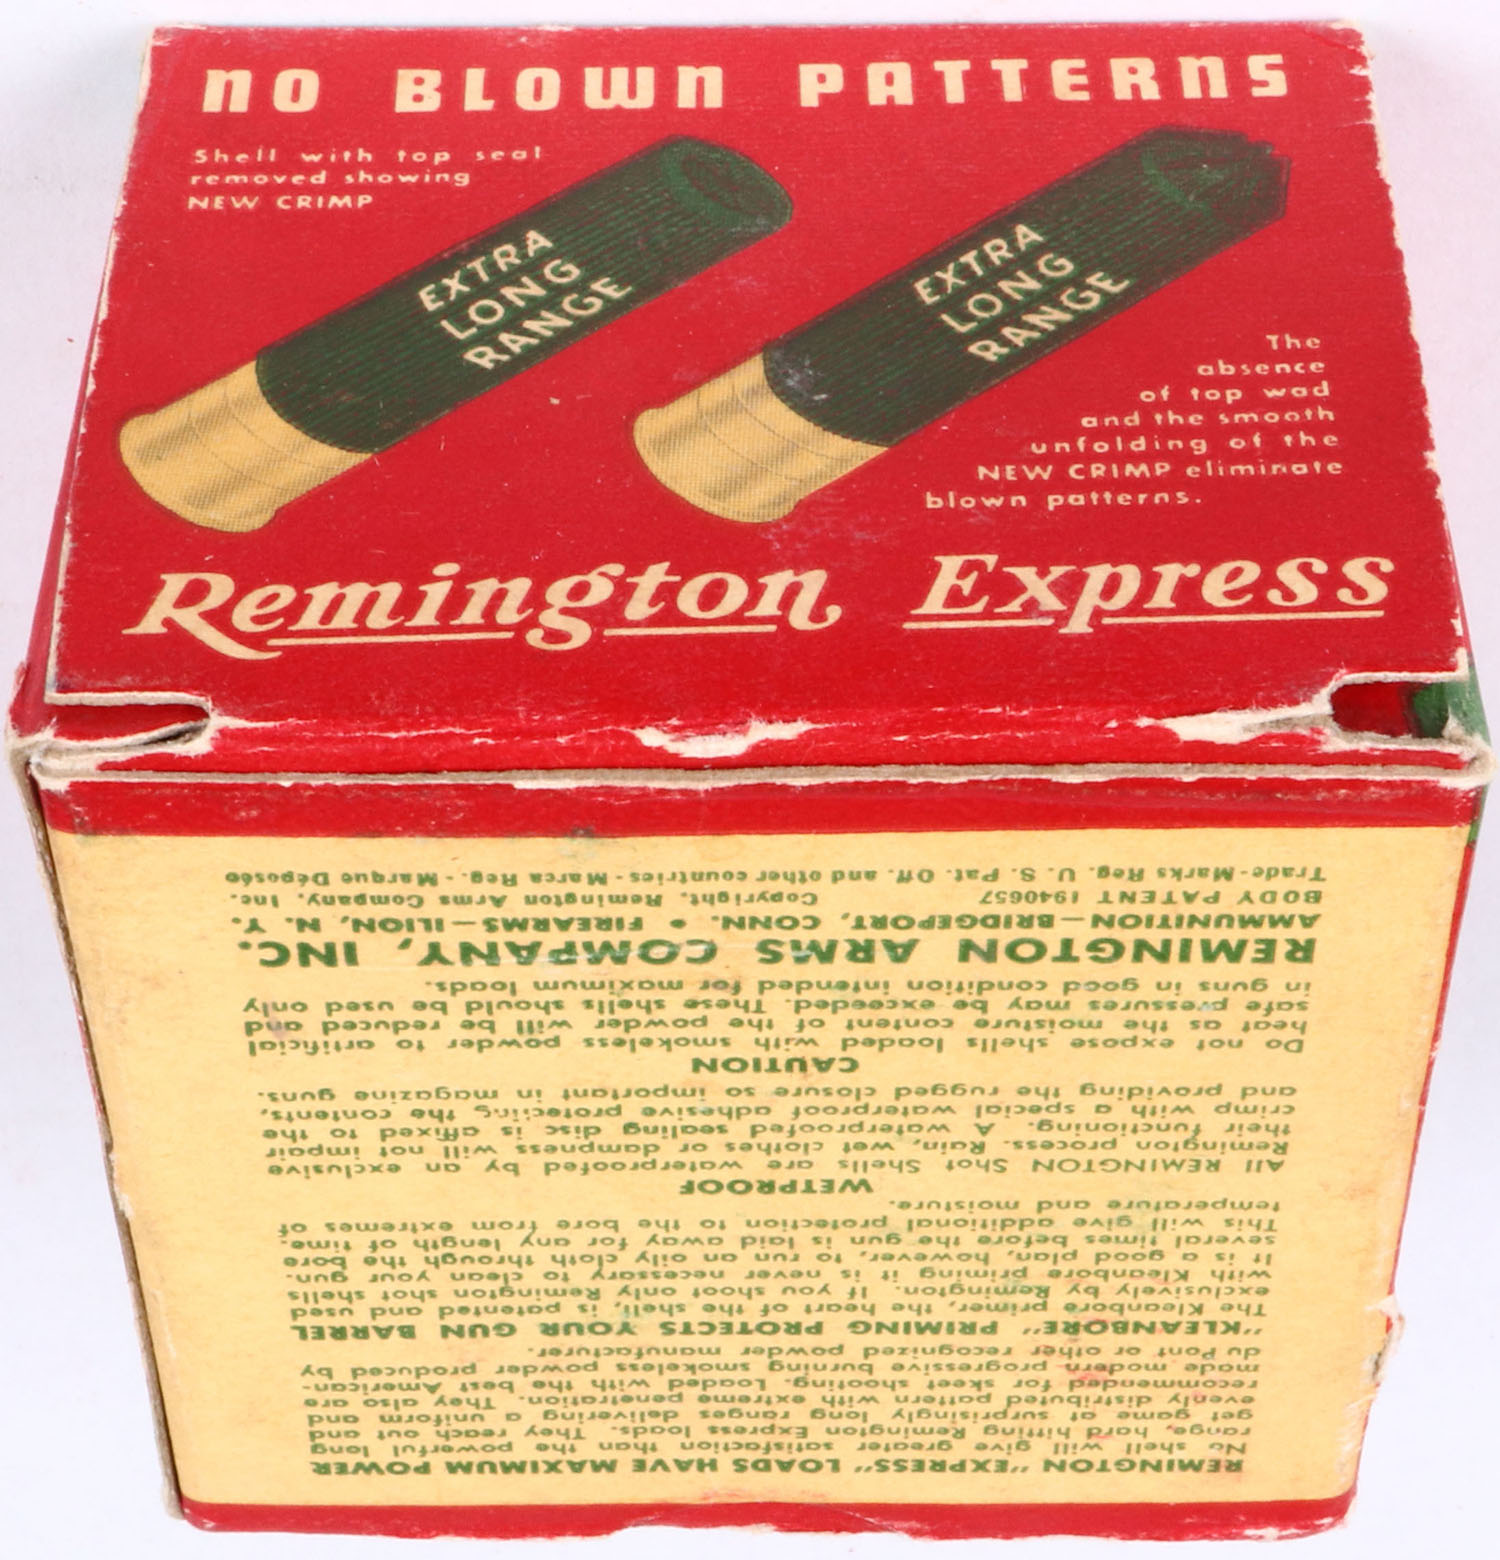 NO BLOWN PATTERNS
Shell with top seal
removed showing
NEW CRIMP
EXTRA
LONG
RANGE
EXTRA
LONG
RANGE
The
absence
of top wad
and the smooth
unfolding of the
NEW CRIMP eliminate
blown patterns.
Remington Express
REMINGTON "EXPRESS" LOADS HAVE MAXIMUM POWER
No shell will give greater satisfaction than the powerful long
range, hard hitting Remington Express loads. They reach out and
get game at surprisingly long ranges delivering a uniform and
evenly distributed pattern with extreme penetration. They also are
recommended for skeet shooting. Loaded with the best American-
made modern progressive burning smokeless powder produced by
du Pont or other recognized powder manufacturer.
"KLEANBORE" PRIMING PROTECTS YOUR GUN BARREL
The Kleanbore primer, the heart of the shell, is patented and used
exclusively by Remington. If you shoot only Remington shot shells
with Kleanbore priming it is never necessary to clean your gun.
It is a good plan, however, to run an oily cloth through the bore
several times before the gun is laid away for any length of time.
This will give additional protection to the bore from extremes of
temperature and moisture.
WETPROOF
All REMINGTON Shot Shells are waterproofed by an exclusive
Remington process. Rain, wet clothes or dampness will not impair
their functioning. A waterproofed sealing disc is affixed to the
crimp with a special waterproof adhesive protecting the contents,
and providing the rugged closure so important in magazine guns.
CAUTION
Do not expose shells loaded with smokeless powder to artificial
heat as the moisture content of the powder will be reduced and
safe pressures may be exceeded. These shells should be used only
in guns in good condition intended for maximum loads.
REMINGTON ARMS COMPANY, INC.
AMMUNITION—BRIDGEPORT, CONN. • FIREARMS—ILION, N. Y.
BODY PATENT 1940657 Copyright, Remington Arms Company, Inc.
Trade-Marks Reg. U. S. Pat. Off. and other countries - Marca Reg. - Marque Déposée